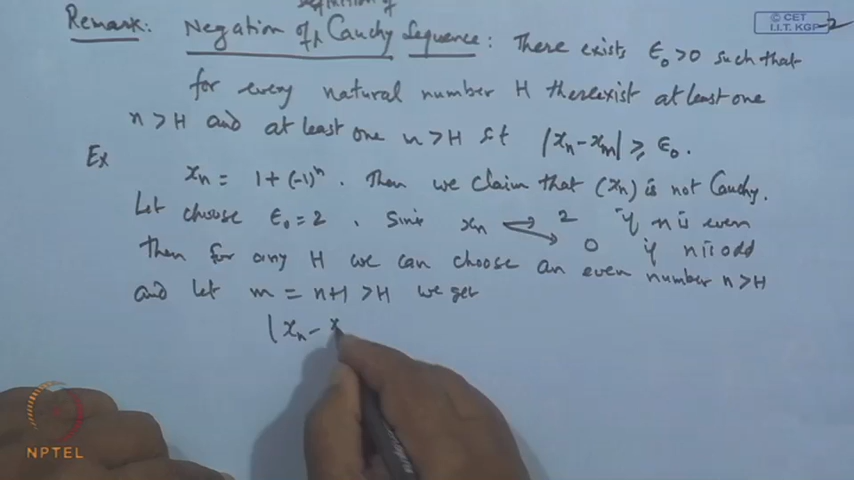 Definition of
Remark: Negation of Cauchy Sequence: There exists ε₀>0 such that
for every natural number H there exist at least one
n > H and at least one n > H st |xₙ-xₘ| ≥ ε₀.
Ex xₙ = 1+(-1)ⁿ. Then we claim that (xₙ) is not Cauchy.
Let choose ε₀=2. Since xₙ → 2 if n is even
→ 0 if n is odd
Then for any H we can choose an even number n>H
and let m = n+1 >H we get
|xₙ - x
© CET
I.I.T. KGP
NPTEL